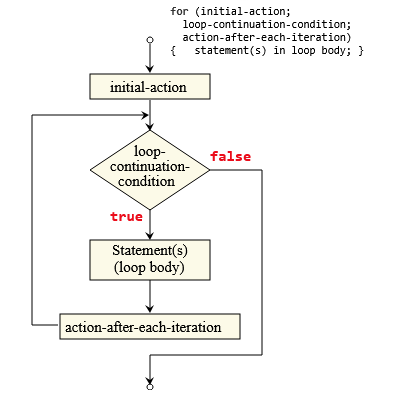 for (initial-action;
loop-continuation-condition;
action-after-each-iteration)
{   statement(s) in loop body; }
initial-action
loop-
continuation-
condition
false
true
Statement(s)
(loop body)
action-after-each-iteration